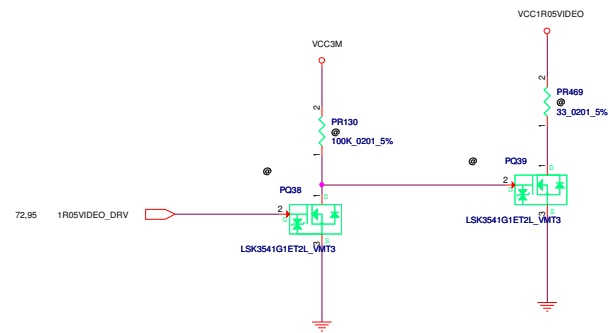 VCC1R05VIDEO
VCC3M
2
PR469
@
33_0201_5%
1
2
PR130
@
100K_0201_5%
1
@
@
PQ39
1
D
2
G
S
3
LSK3541G1ET2L_VMT3
PQ38
1
D
72,95 1R05VIDEO_DRV
2
G
S
3
LSK3541G1ET2L_VMT3